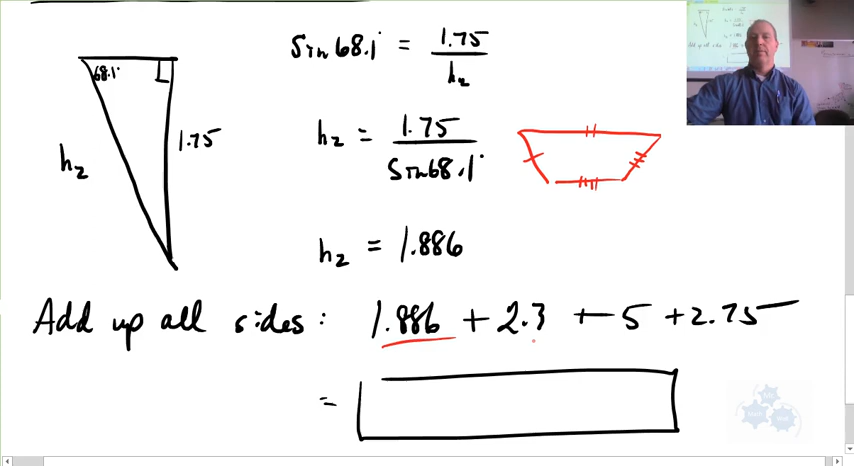 68.1°
1.75
h₂
sin 68.1° = 1.75 / h₂
h₂ = 1.75 / sin 68.1°
h₂ = 1.886
Add up all sides: 1.886 + 2.3 + 5 + 2.75
=